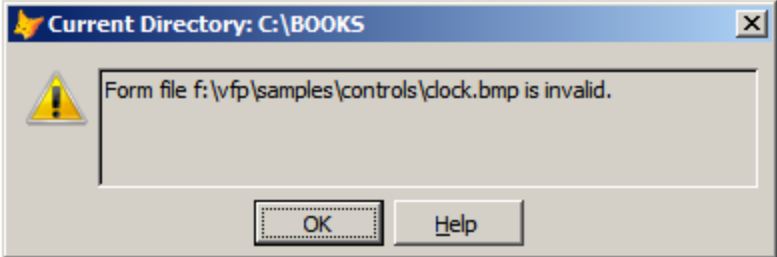 Current Directory: C:\BOOKS
Form file f:\vfp\samples\controls\clock.bmp is invalid.
OK
Help